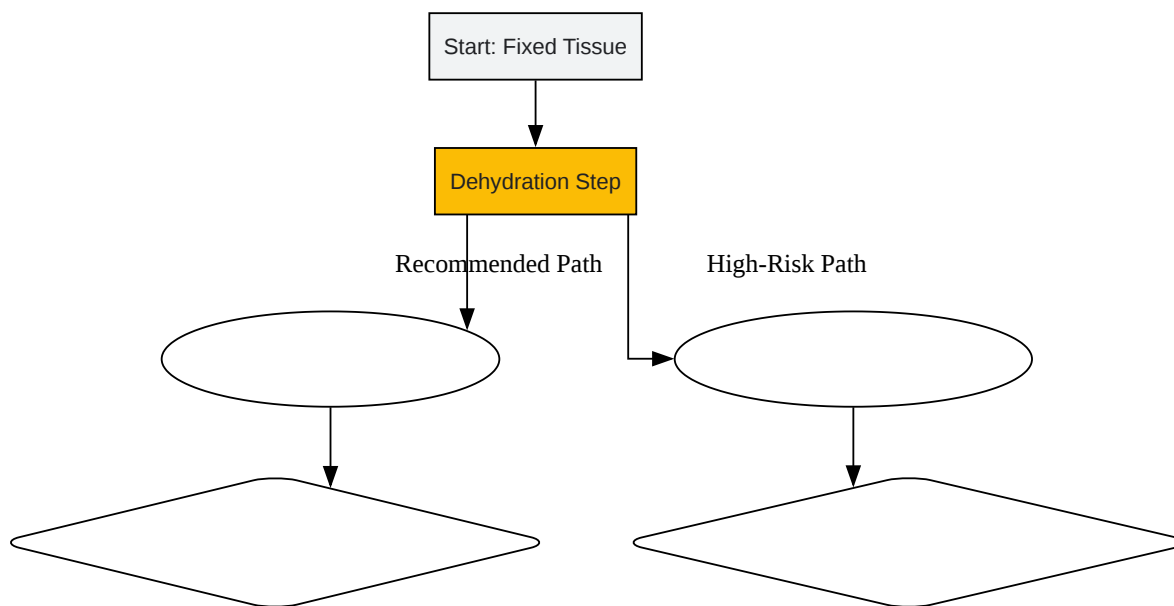 Start: Fixed Tissue
Dehydration Step
Recommended Path
High-Risk Path